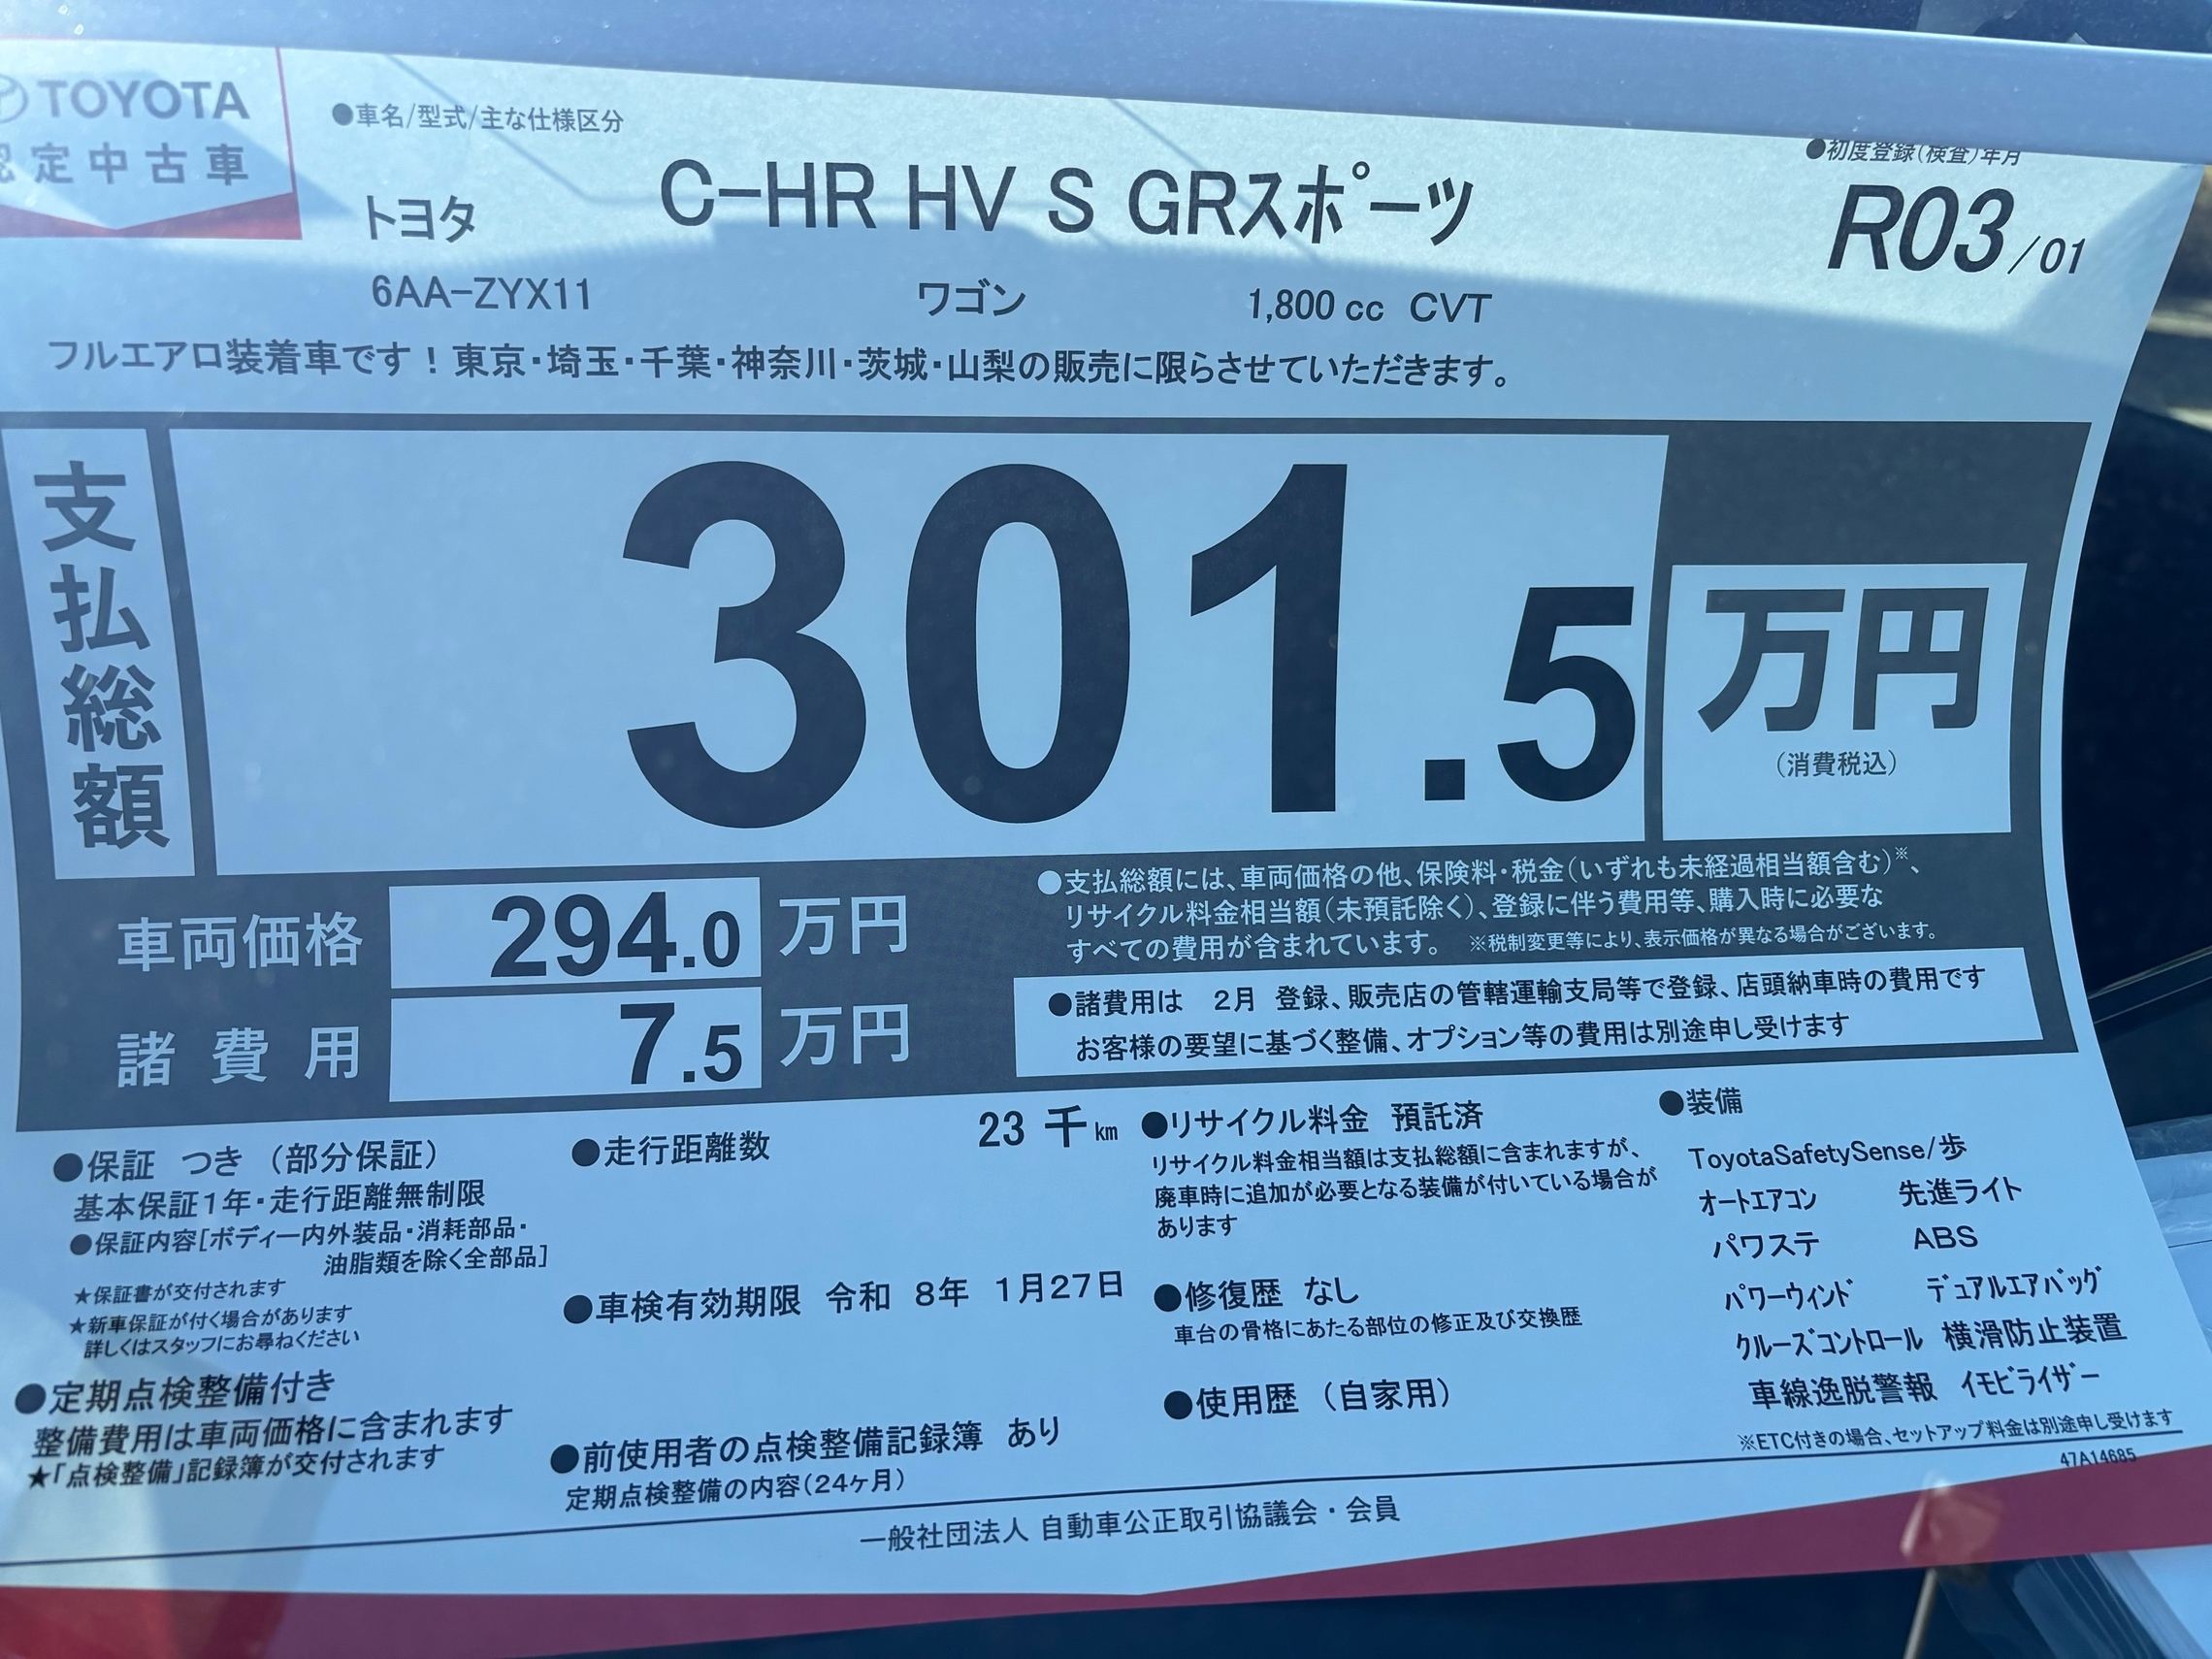 TOYOTA
認定中古車
●車名/型式/主な仕様区分
●初度登録(検査)年月
トヨタ C-HR HV S GRスポーツ
R03/01
6AA-ZYX11 ワゴン 1,800 cc CVT
フルエアロ装着車です！東京・埼玉・千葉・神奈川・茨城・山梨の販売に限らさせていただきます。
支払総額
301.5 万円
(消費税込)
車両価格 294.0 万円
諸費用 7.5 万円
●支払総額には、車両価格の他、保険料・税金(いずれも未経過相当額含む)※、
リサイクル料金相当額(未預託除く)、登録に伴う費用等、購入時に必要な
すべての費用が含まれています。 ※税制変更等により、表示価格が異なる場合がございます。
●諸費用は 2月 登録、販売店の管轄運輸支局等で登録、店頭納車時の費用です
お客様の要望に基づく整備、オプション等の費用は別途申し受けます
●保証 つき (部分保証)
基本保証1年・走行距離無制限
●保証内容[ボディー内外装品・消耗部品・
油脂類を除く全部品]
★保証書が交付されます
★新車保証が付く場合があります
詳しくはスタッフにお尋ねください
●定期点検整備付き
整備費用は車両価格に含まれます
★「点検整備」記録簿が交付されます
●走行距離数 23 千km
●車検有効期限 令和 8年 1月27日
●前使用者の点検整備記録簿 あり
定期点検整備の内容(24ヶ月)
●リサイクル料金 預託済
リサイクル料金相当額は支払総額に含まれますが、
廃車時に追加が必要となる装備が付いている場合が
あります
●修復歴 なし
車台の骨格にあたる部位の修正及び交換歴
●使用歴 (自家用)
●装備
ToyotaSafetySense/歩
オートエアコン 先進ライト
パワステ ABS
パワーウィンド デュアルエアバッグ
クルーズコントロール 横滑防止装置
車線逸脱警報 イモビライザー
※ETC付きの場合、セットアップ料金は別途申し受けます
47A14685
一般社団法人 自動車公正取引協議会・会員